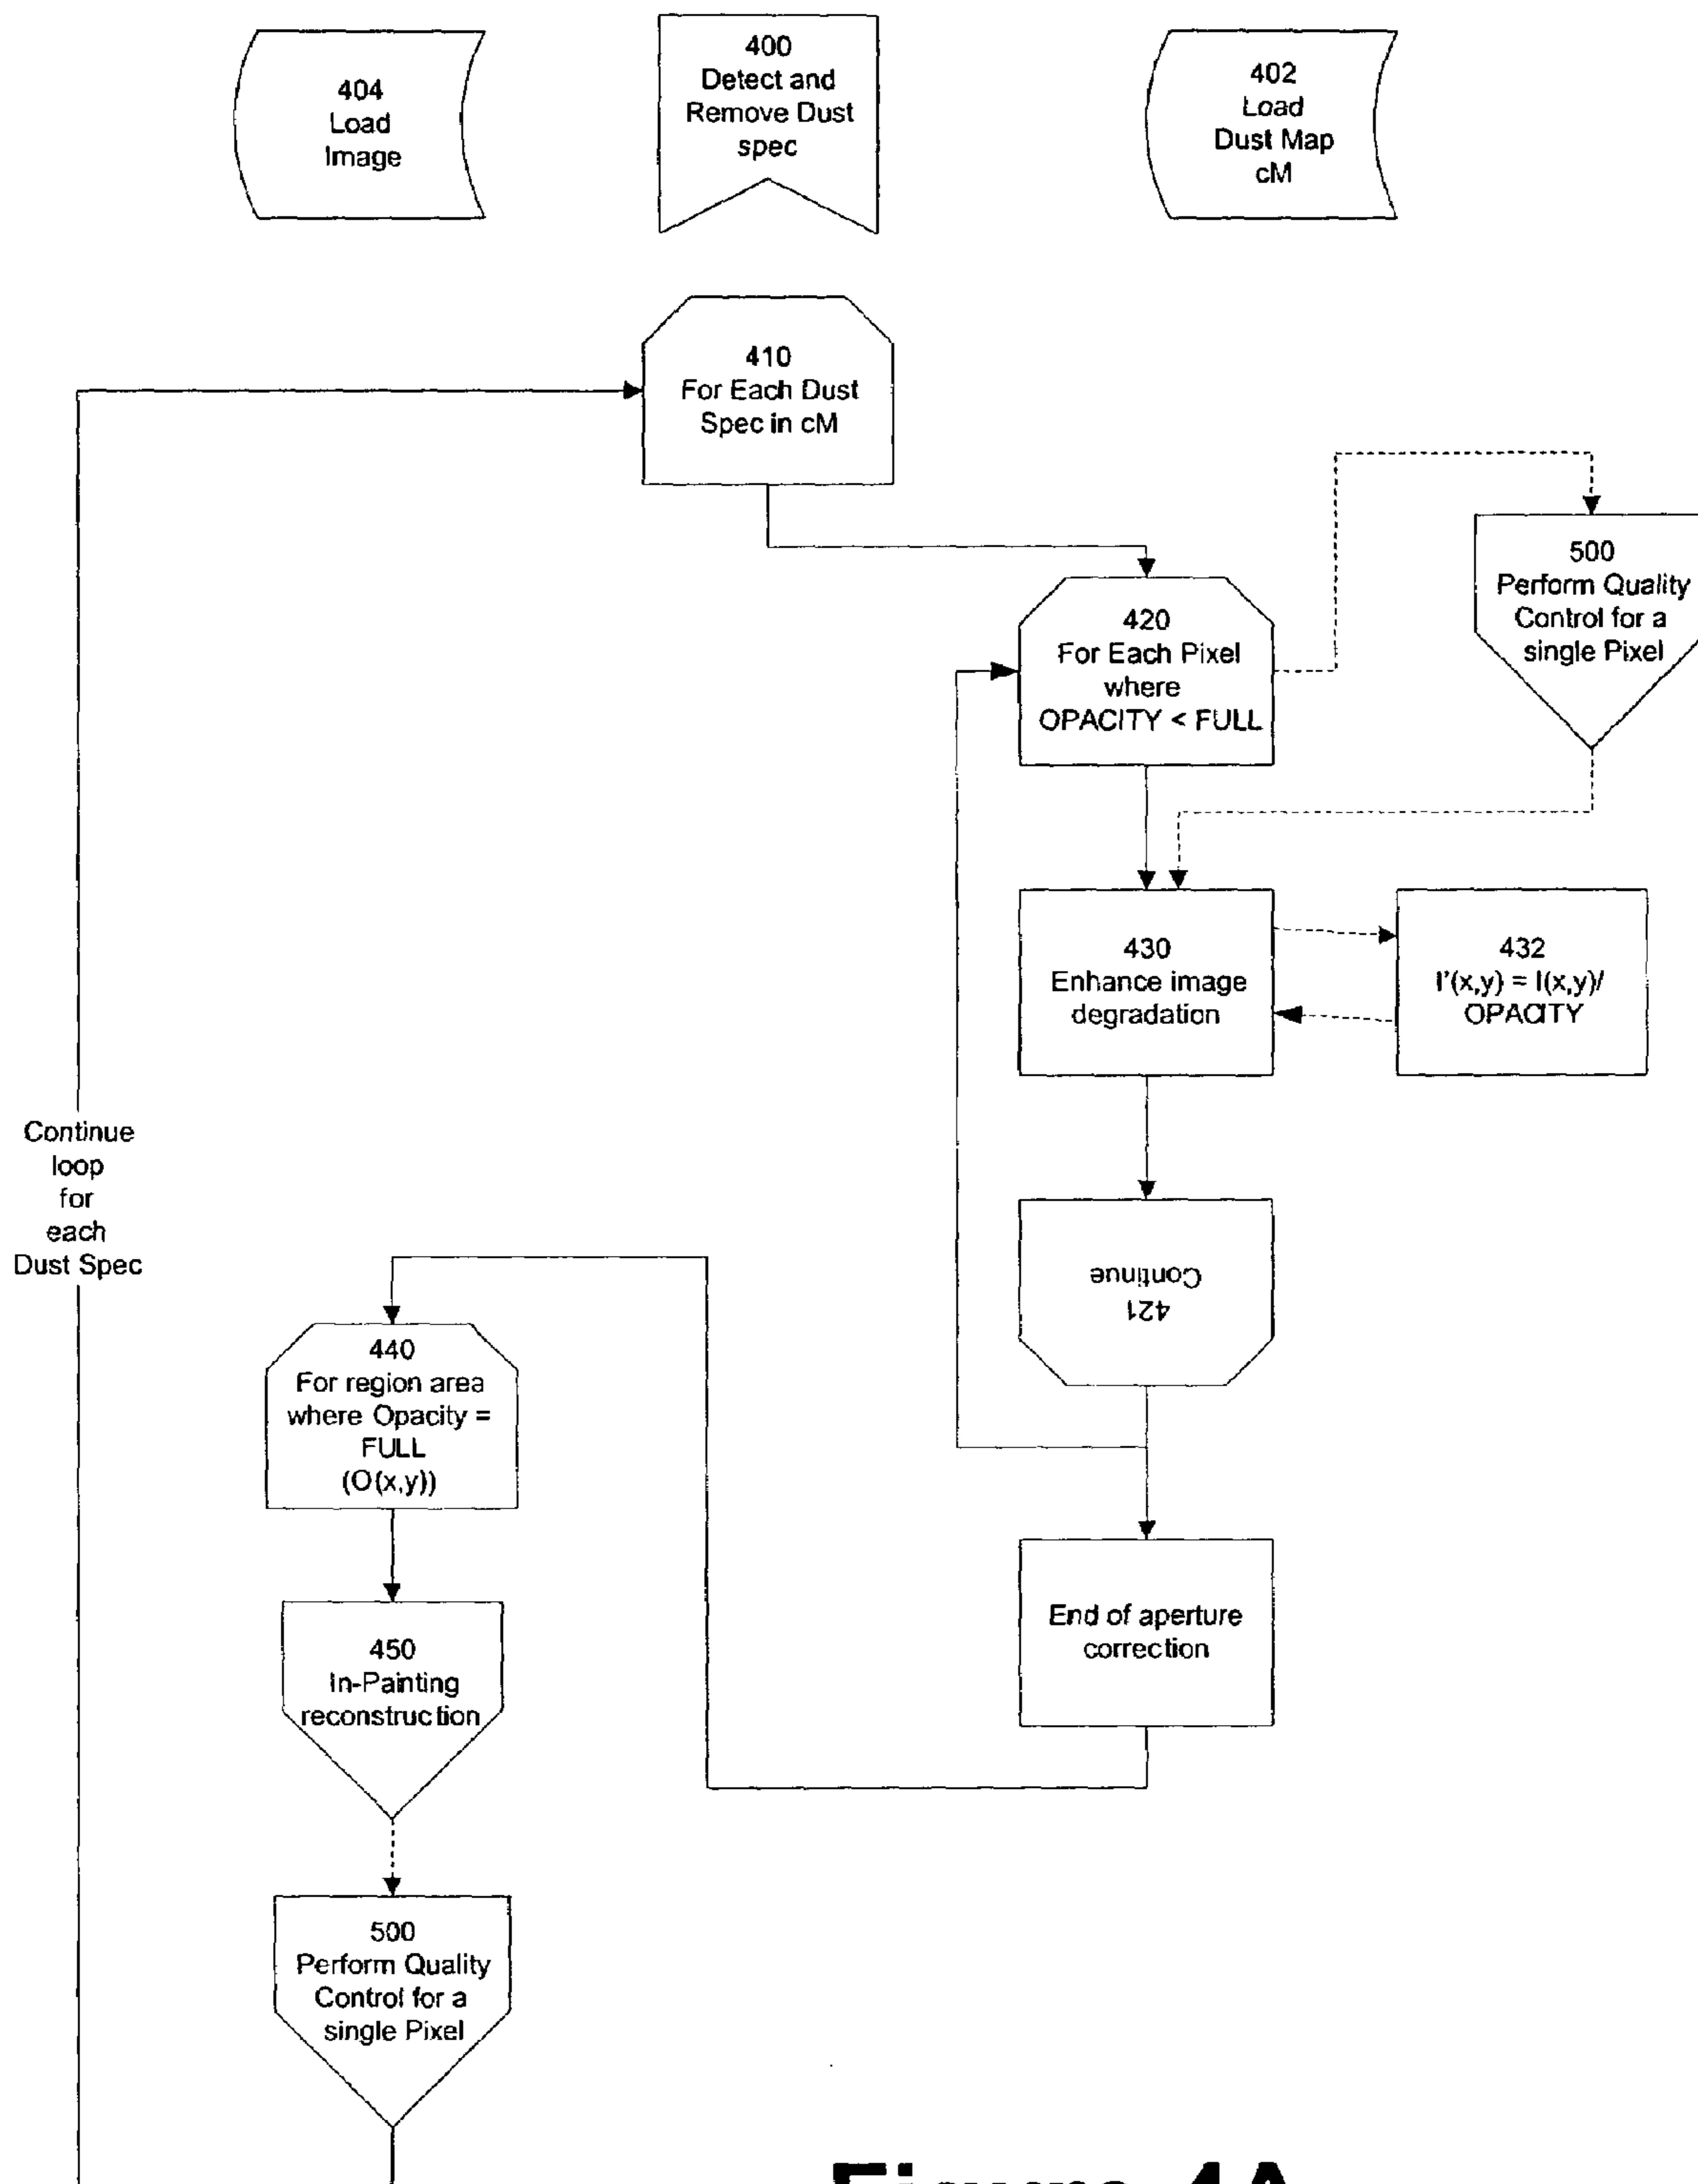 404
Load
Image
400
Detect and
Remove Dust
spec
402
Load
Dust Map
cM
410
For Each Dust
Spec in cM
500
Perform Quality
Control for a
single Pixel
420
For Each Pixel
where
OPACITY < FULL
430
Enhance image
degradation
432
I'(x,y) = I(x,y)/
OPACITY
Continue
loop
for
each
Dust Spec
421
Continue
440
For region area
where Opacity =
FULL
(O(x,y))
End of aperture
correction
450
In-Painting
reconstruction
500
Perform Quality
Control for a
single Pixel
Figure 4A